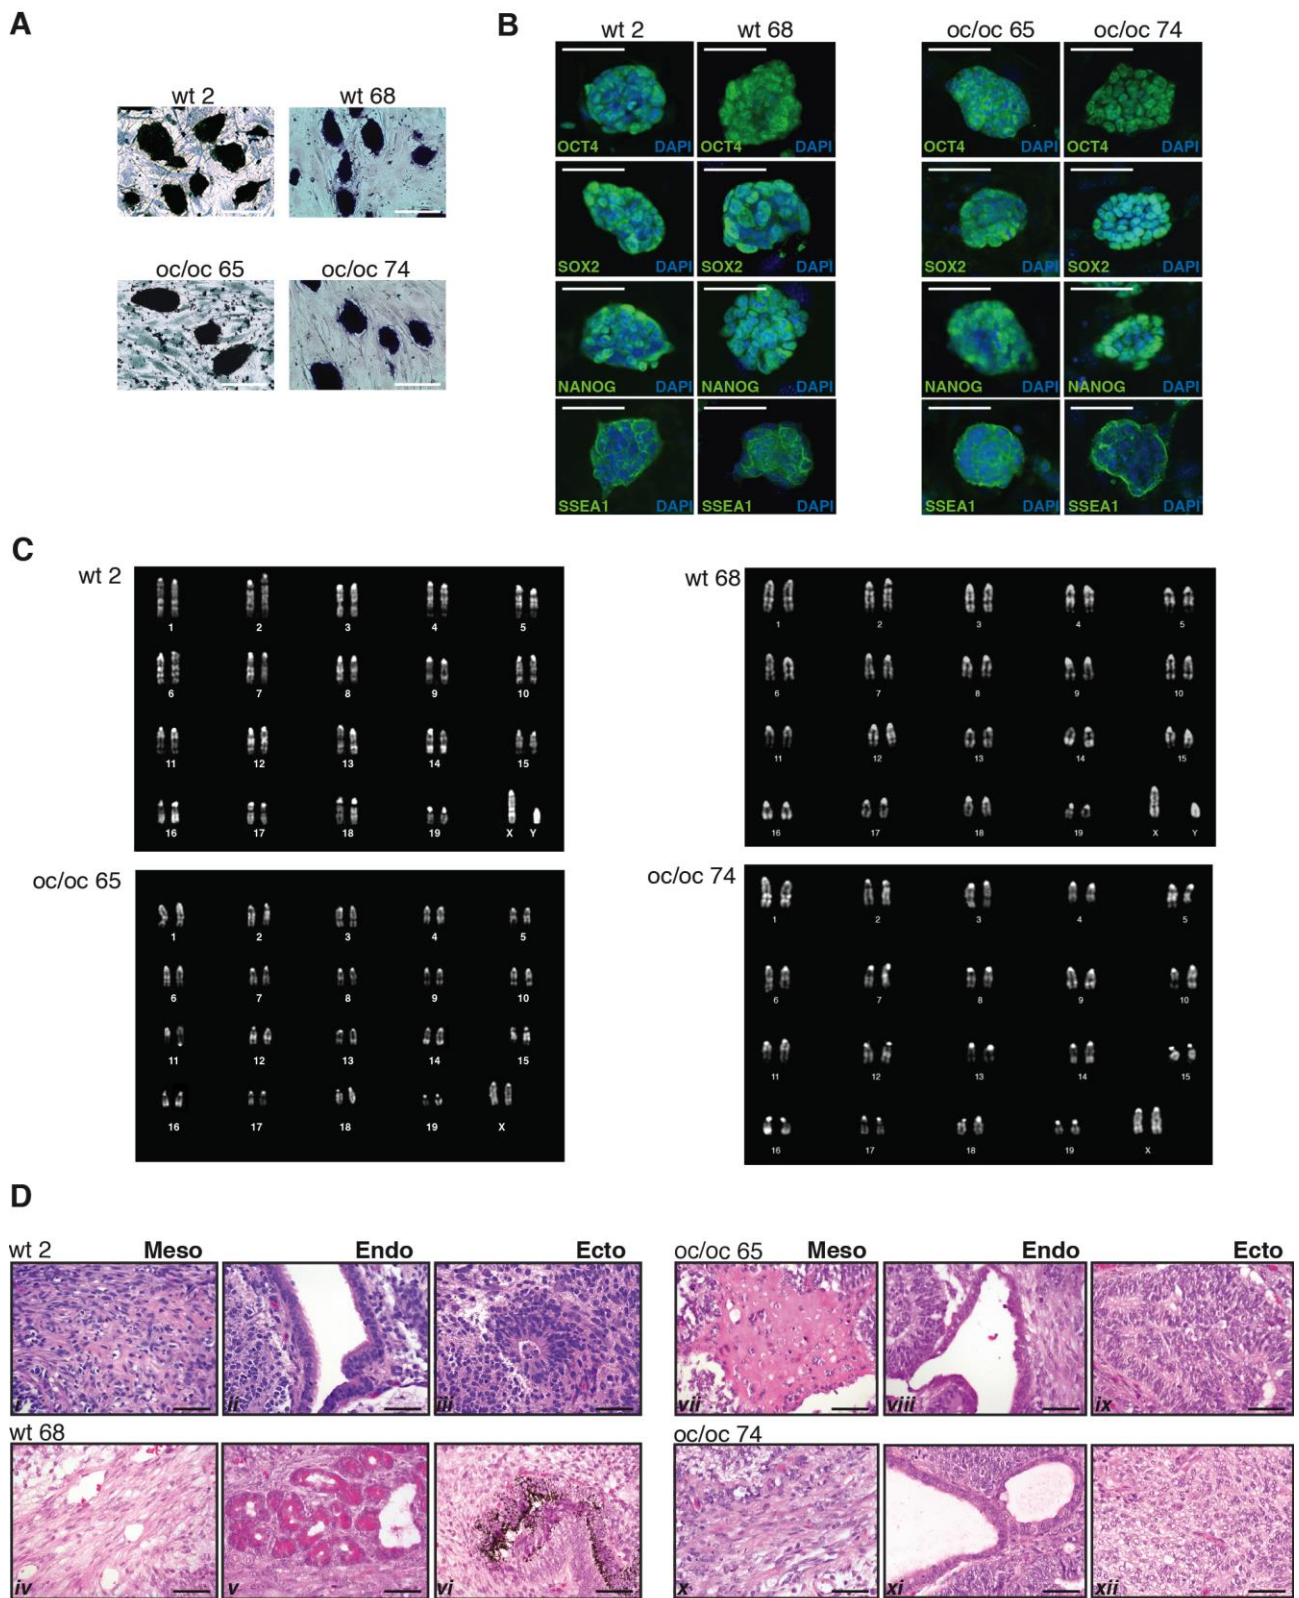 A
B
wt 2 wt 68 oc/oc 65 oc/oc 74
wt 2 wt 68
oc/oc 65 oc/oc 74
OCT4 DAPI OCT4 DAPI OCT4 DAPI OCT4 DAPI
SOX2 DAPI SOX2 DAPI SOX2 DAPI SOX2 DAPI
NANOG DAPI NANOG DAPI NANOG DAPI NANOG DAPI
SSEA1 DAPI SSEA1 DAPI SSEA1 DAPI SSEA1 DAPI
C
wt 2
1 2 3 4 5
6 7 8 9 10
11 12 13 14 15
16 17 18 19 X Y
wt 68
1 2 3 4 5
6 7 8 9 10
11 12 13 14 15
16 17 18 19 X Y
oc/oc 65
1 2 3 4 5
6 7 8 9 10
11 12 13 14 15
16 17 18 19 X
oc/oc 74
1 2 3 4 5
6 7 8 9 10
11 12 13 14 15
16 17 18 19 X
D
wt 2 Meso Endo Ecto
i ii iii
wt 68
iv v vi
oc/oc 65 Meso Endo Ecto
vii viii ix
oc/oc 74
x xi xii